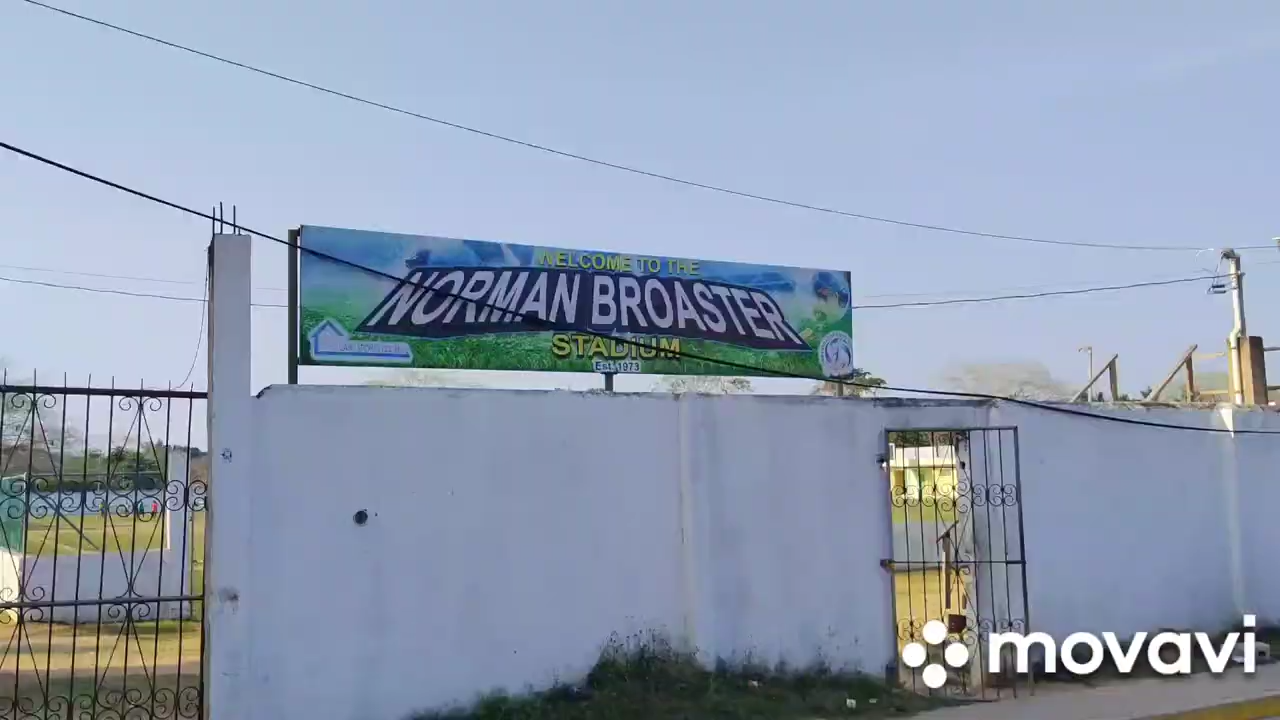 WELCOME TO THE
NORMAN BROASTER
STADIUM
Est. 1973
movavi